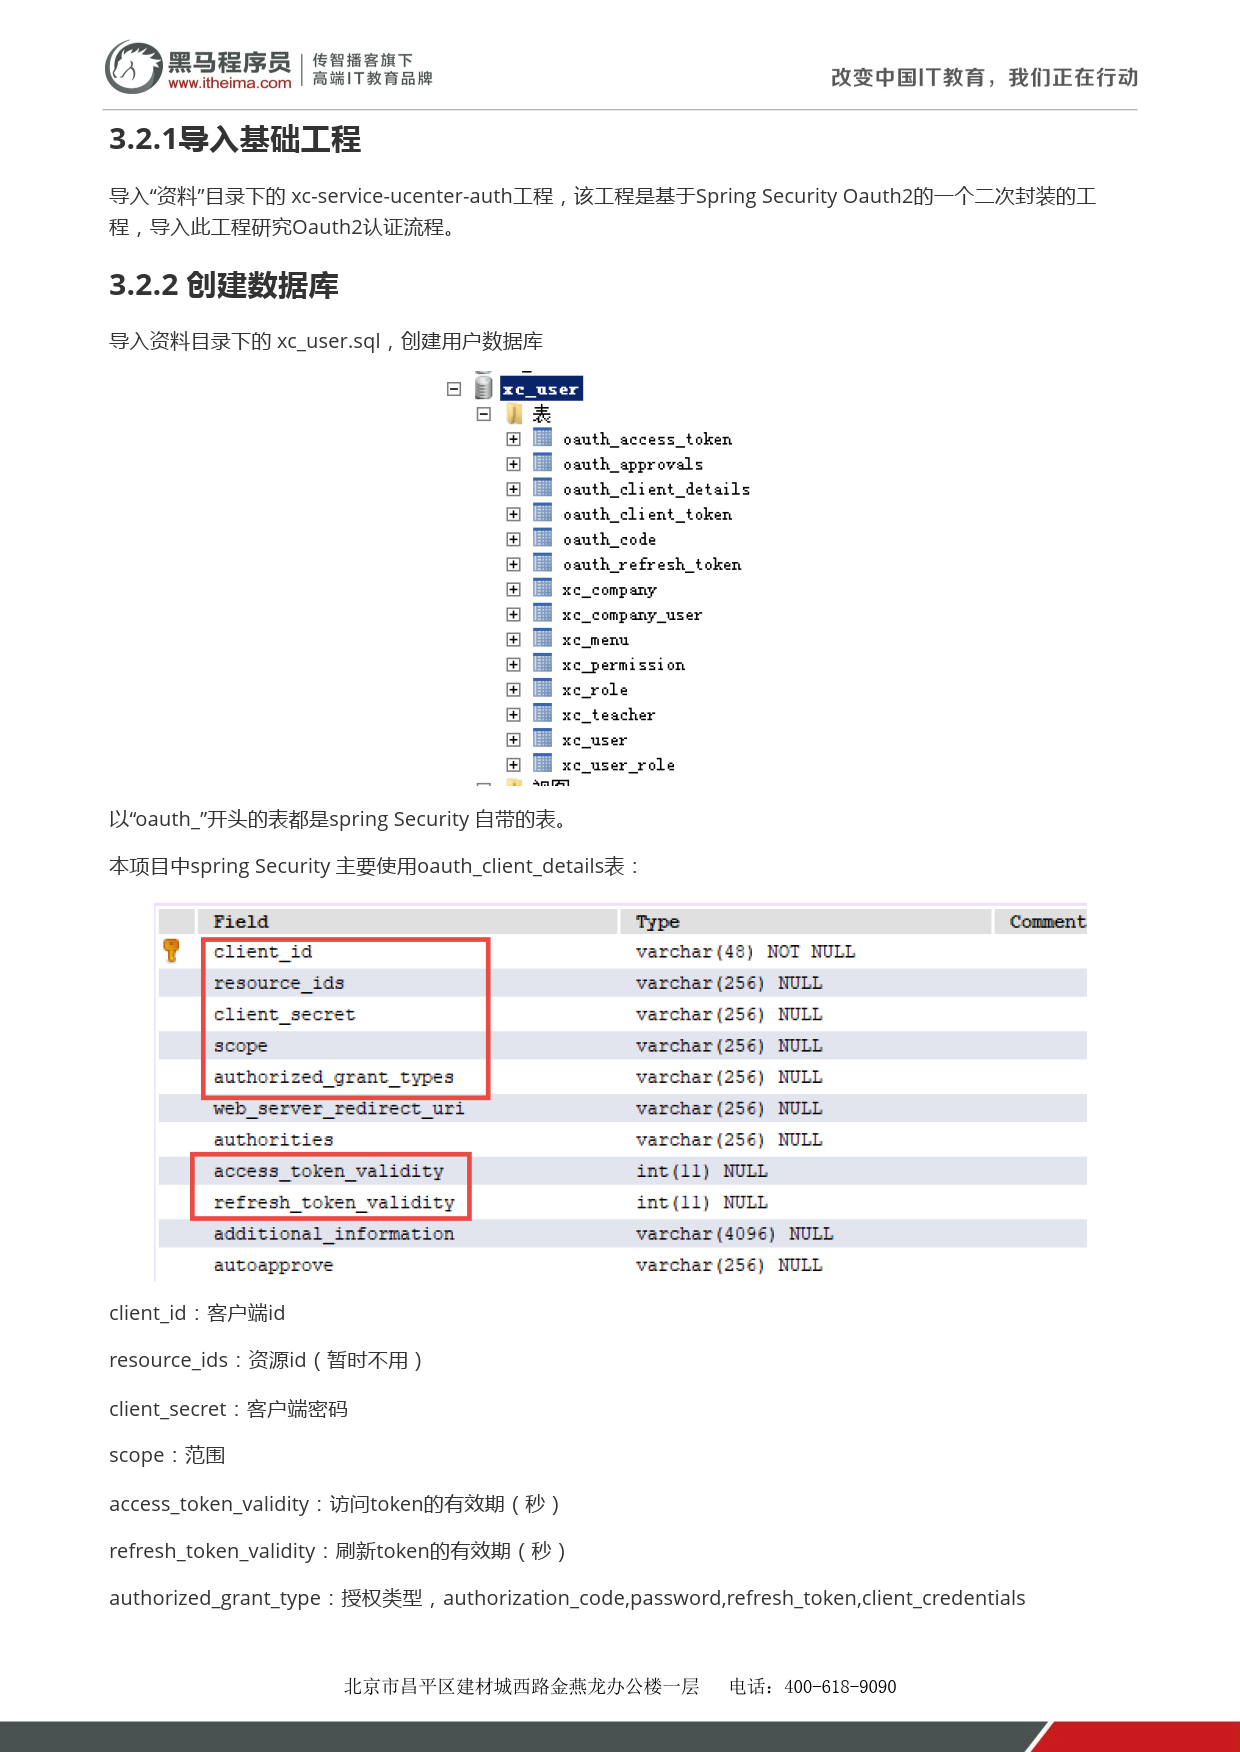 黑马程序员
www.itheima.com
传智播客旗下
高端IT教育品牌
改变中国IT教育，我们正在行动
3.2.1导入基础工程
导入“资料”目录下的 xc-service-ucenter-auth工程，该工程是基于Spring Security Oauth2的一个二次封装的工
程，导入此工程研究Oauth2认证流程。
3.2.2 创建数据库
导入资料目录下的 xc_user.sql，创建用户数据库
xc_user
表
oauth_access_token
oauth_approvals
oauth_client_details
oauth_client_token
oauth_code
oauth_refresh_token
xc_company
xc_company_user
xc_menu
xc_permission
xc_role
xc_teacher
xc_user
xc_user_role
以“oauth_”开头的表都是spring Security 自带的表。
本项目中spring Security 主要使用oauth_client_details表：
Field Type Comment
client_id varchar(48) NOT NULL
resource_ids varchar(256) NULL
client_secret varchar(256) NULL
scope varchar(256) NULL
authorized_grant_types varchar(256) NULL
web_server_redirect_uri varchar(256) NULL
authorities varchar(256) NULL
access_token_validity int(11) NULL
refresh_token_validity int(11) NULL
additional_information varchar(4096) NULL
autoapprove varchar(256) NULL
client_id：客户端id
resource_ids：资源id（暂时不用）
client_secret：客户端密码
scope：范围
access_token_validity：访问token的有效期（秒）
refresh_token_validity：刷新token的有效期（秒）
authorized_grant_type：授权类型，authorization_code,password,refresh_token,client_credentials
北京市昌平区建材城西路金燕龙办公楼一层 电话：400-618-9090